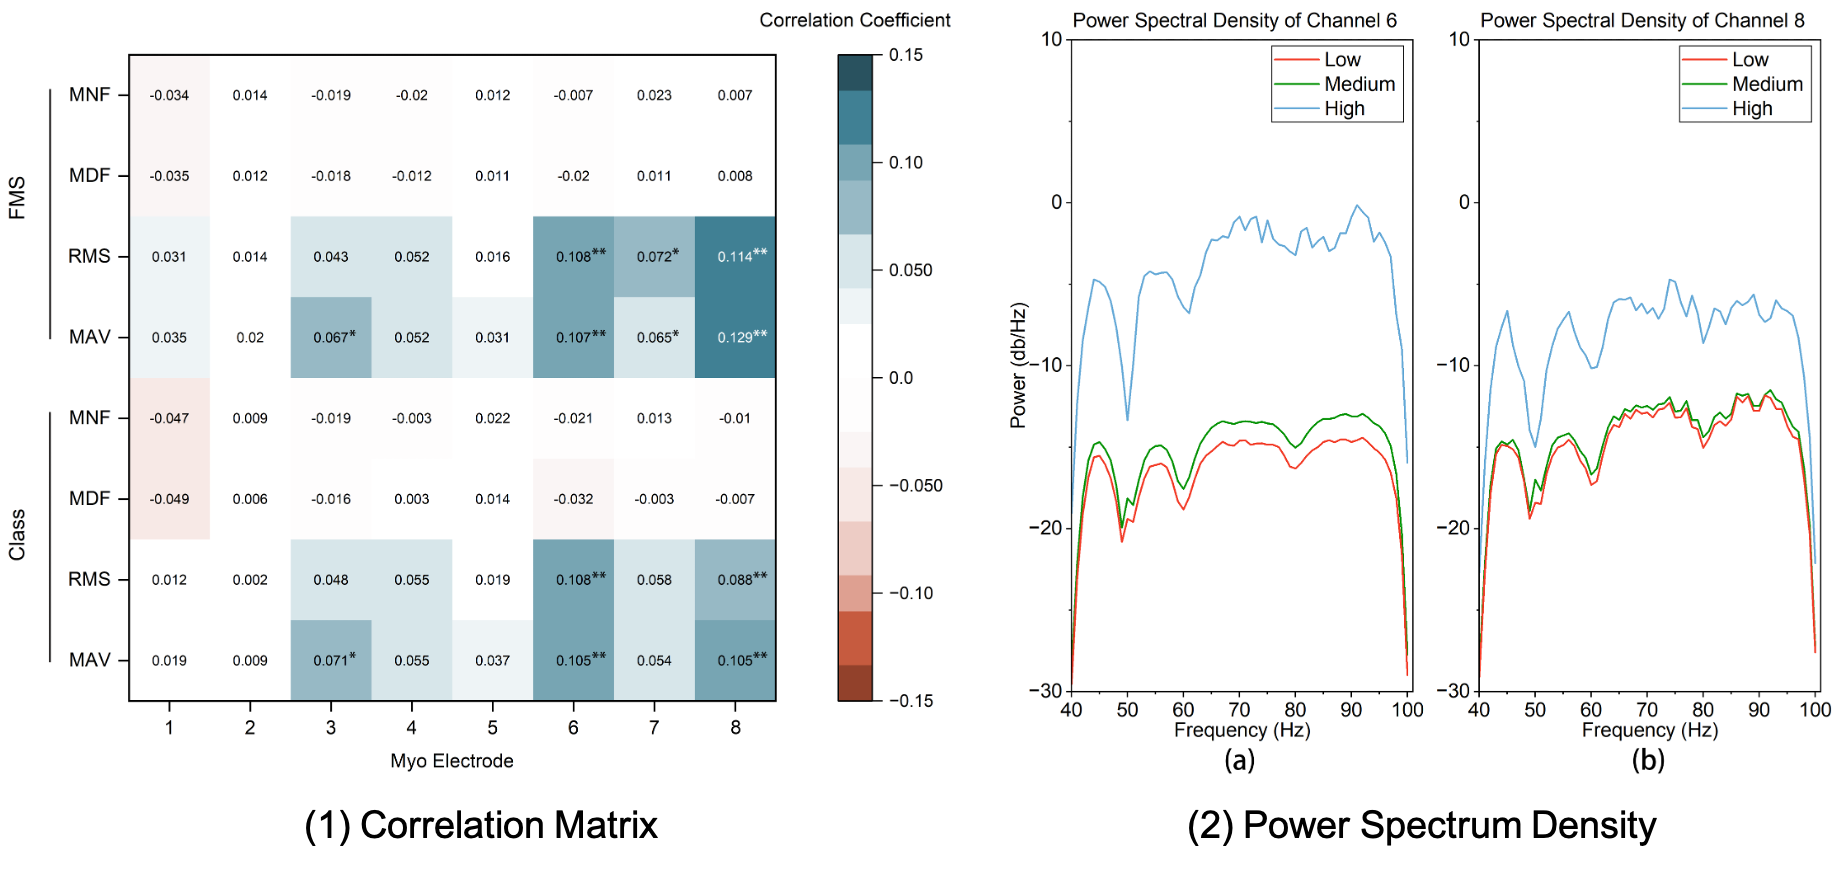 Correlation Coefficient
FMS
MNF -0.034 0.014 -0.019 -0.02 0.012 -0.007 0.023 0.007
MDF -0.035 0.012 -0.018 -0.012 0.011 -0.02 0.011 0.008
RMS 0.031 0.014 0.043 0.052 0.016 0.108** 0.072* 0.114**
MAV 0.035 0.02 0.067* 0.052 0.031 0.107** 0.065* 0.129**
Class
MNF -0.047 0.009 -0.019 -0.003 0.022 -0.021 0.013 -0.01
MDF -0.049 0.006 -0.016 0.003 0.014 -0.032 -0.003 -0.007
RMS 0.012 0.002 0.048 0.055 0.019 0.108** 0.058 0.088**
MAV 0.019 0.009 0.071* 0.055 0.037 0.105** 0.054 0.105**
1 2 3 4 5 6 7 8
Myo Electrode
0.15
0.10
0.050
0.0
−0.050
−0.10
−0.15
(1) Correlation Matrix
Power Spectral Density of Channel 6
Low
Medium
High
10
0
−10
−20
−30
Power (db/Hz)
40 50 60 70 80 90 100
Frequency (Hz)
(a)
Power Spectral Density of Channel 8
Low
Medium
High
10
0
−10
−20
−30
40 50 60 70 80 90 100
Frequency (Hz)
(b)
(2) Power Spectrum Density